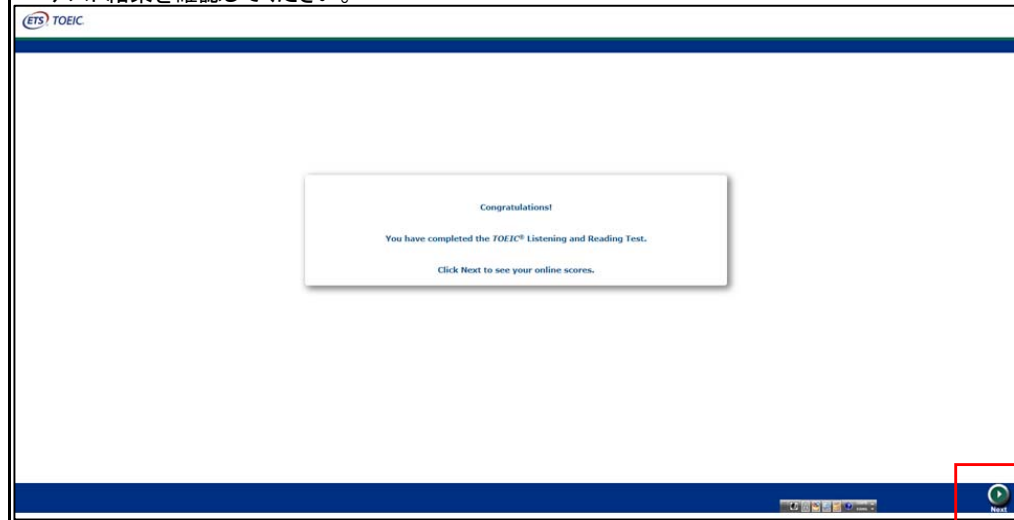 結果を確認してください。
ETS TOEIC.
Congratulations!
You have completed the TOEIC® Listening and Reading Test.
Click Next to see your online scores.
Next